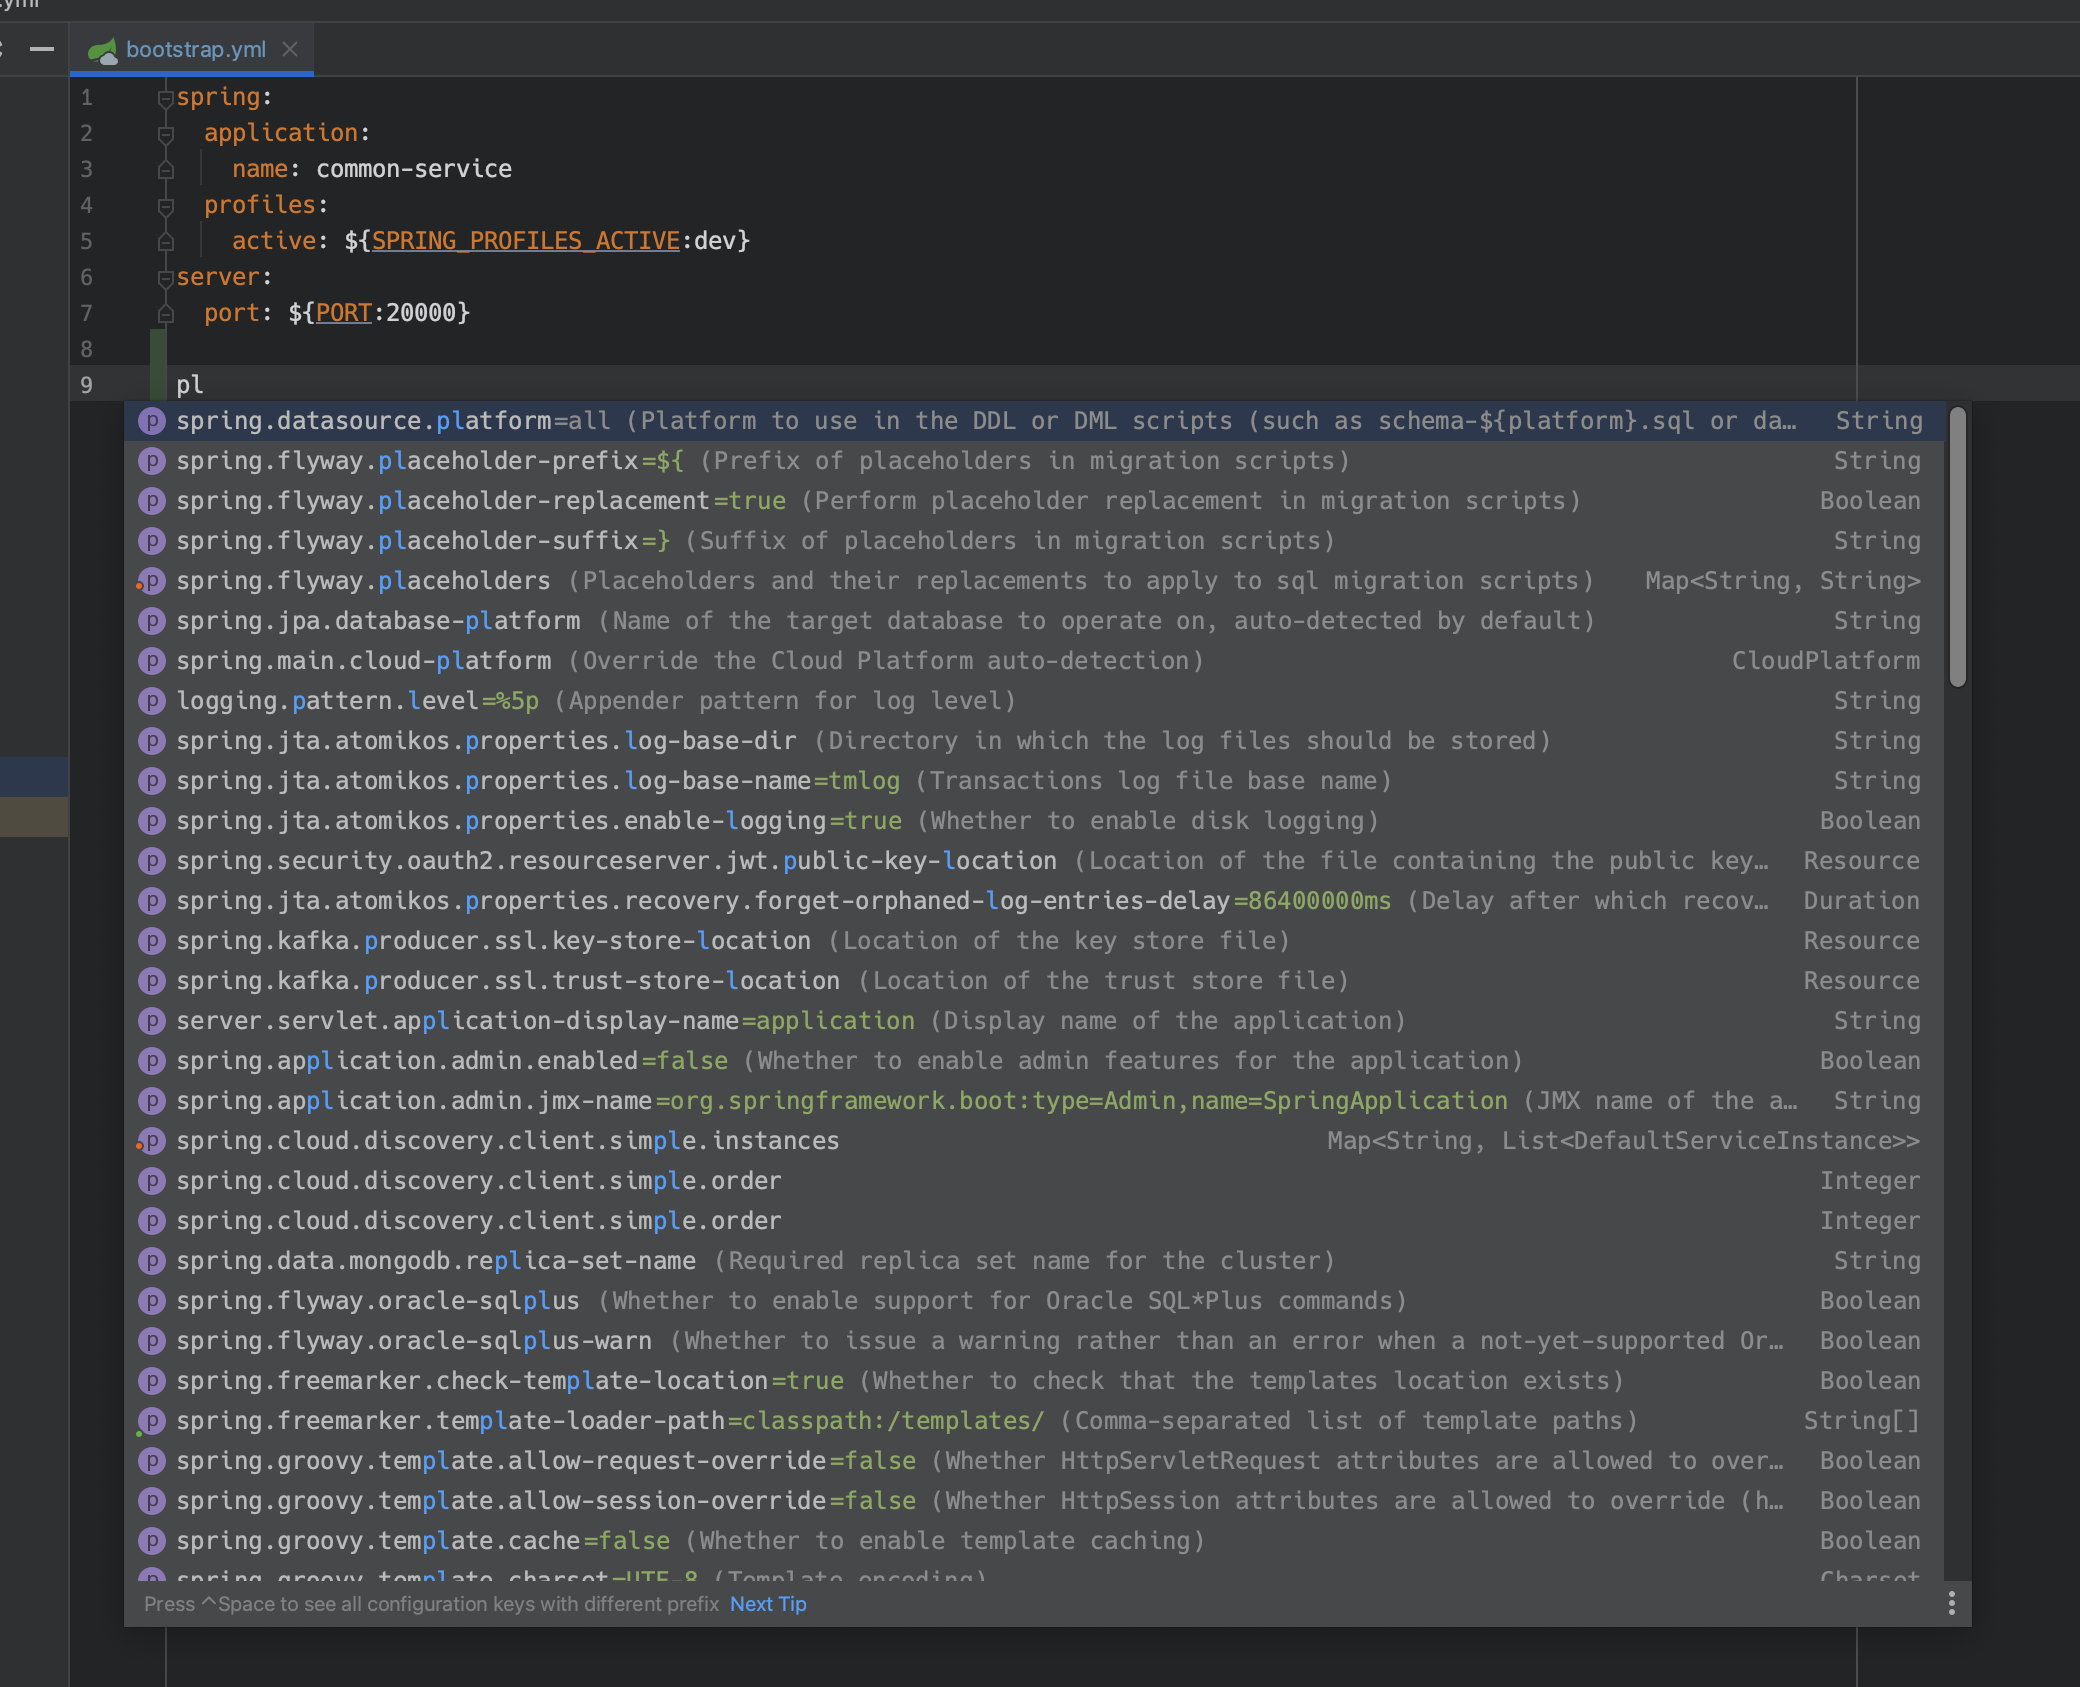 .yml
bootstrap.yml
1 spring:
2 application:
3 name: common-service
4 profiles:
5 active: ${SPRING_PROFILES_ACTIVE:dev}
6 server:
7 port: ${PORT:20000}
8
9 pl
p spring.datasource.platform=all (Platform to use in the DDL or DML scripts (such as schema-${platform}.sql or da… String
p spring.flyway.placeholder-prefix=${ (Prefix of placeholders in migration scripts) String
p spring.flyway.placeholder-replacement=true (Perform placeholder replacement in migration scripts) Boolean
p spring.flyway.placeholder-suffix=} (Suffix of placeholders in migration scripts) String
p spring.flyway.placeholders (Placeholders and their replacements to apply to sql migration scripts) Map<String, String>
p spring.jpa.database-platform (Name of the target database to operate on, auto-detected by default) String
p spring.main.cloud-platform (Override the Cloud Platform auto-detection) CloudPlatform
p logging.pattern.level=%5p (Appender pattern for log level) String
p spring.jta.atomikos.properties.log-base-dir (Directory in which the log files should be stored) String
p spring.jta.atomikos.properties.log-base-name=tmlog (Transactions log file base name) String
p spring.jta.atomikos.properties.enable-logging=true (Whether to enable disk logging) Boolean
p spring.security.oauth2.resourceserver.jwt.public-key-location (Location of the file containing the public key… Resource
p spring.jta.atomikos.properties.recovery.forget-orphaned-log-entries-delay=86400000ms (Delay after which recov… Duration
p spring.kafka.producer.ssl.key-store-location (Location of the key store file) Resource
p spring.kafka.producer.ssl.trust-store-location (Location of the trust store file) Resource
p server.servlet.application-display-name=application (Display name of the application) String
p spring.application.admin.enabled=false (Whether to enable admin features for the application) Boolean
p spring.application.admin.jmx-name=org.springframework.boot:type=Admin,name=SpringApplication (JMX name of the a… String
p spring.cloud.discovery.client.simple.instances Map<String, List<DefaultServiceInstance>>
p spring.cloud.discovery.client.simple.order Integer
p spring.cloud.discovery.client.simple.order Integer
p spring.data.mongodb.replica-set-name (Required replica set name for the cluster) String
p spring.flyway.oracle-sqlplus (Whether to enable support for Oracle SQL*Plus commands) Boolean
p spring.flyway.oracle-sqlplus-warn (Whether to issue a warning rather than an error when a not-yet-supported Or… Boolean
p spring.freemarker.check-template-location=true (Whether to check that the templates location exists) Boolean
p spring.freemarker.template-loader-path=classpath:/templates/ (Comma-separated list of template paths) String[]
p spring.groovy.template.allow-request-override=false (Whether HttpServletRequest attributes are allowed to over… Boolean
p spring.groovy.template.allow-session-override=false (Whether HttpSession attributes are allowed to override (h… Boolean
p spring.groovy.template.cache=false (Whether to enable template caching) Boolean
p spring.groovy.template.charset=UTF-8 (Template encoding) Charset
Press ^Space to see all configuration keys with different prefix Next Tip